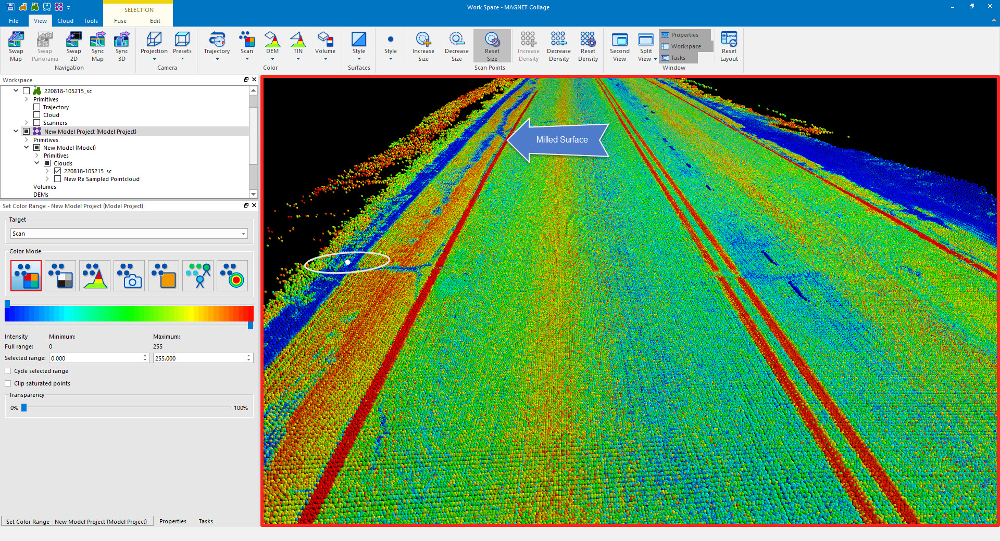 Work Space - MAGNET Collage
SELECTION
File View Cloud Tools Fuse Edit
Swap Map
Swap Panorama
Swap 2D
Sync Map
Sync 3D
Navigation
Projection
Presets
Camera
Trajectory
Scan
DEM
TIN
Volume
Color
Style
Surfaces
Style
Increase Size
Decrease Size
Reset Size
Increase Density
Decrease Density
Reset Density
Scan Points
Second View
Split View
Properties
Workspace
Tasks
Window
Layout
Reset Layout
Workspace
220818-105215_sc
Primitives
Trajectory
Cloud
Scanners
New Model Project (Model Project)
Primitives
New Model (Model)
Primitives
Clouds
220818-105215_sc
New Re Sampled Pointcloud
Volumes
DEMs
Set Color Range - New Model Project (Model Project)
Target
Scan
Color Mode
Intensity Minimum: Maximum:
Full range: 0 255
Selected range: 0.000 255.000
Cycle selected range
Clip saturated points
Transparency
0% 100%
Set Color Range - New Model Project (Model Project) Properties Tasks
Milled Surface